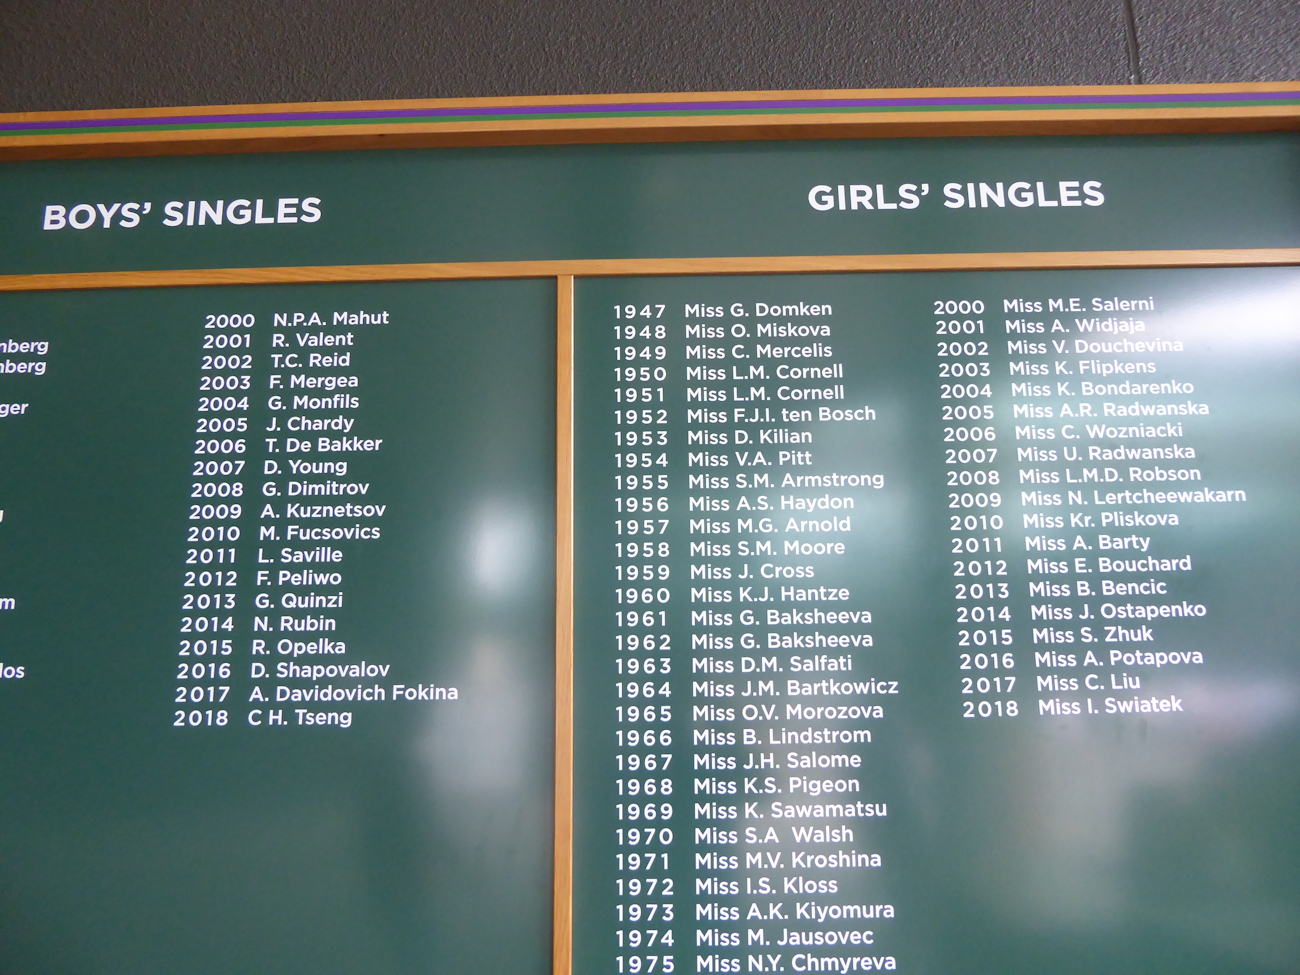 BOYS' SINGLES
nberg
nberg
ger
m
los
2000 N.P.A. Mahut
2001 R. Valent
2002 T.C. Reid
2003 F. Mergea
2004 G. Monfils
2005 J. Chardy
2006 T. De Bakker
2007 D. Young
2008 G. Dimitrov
2009 A. Kuznetsov
2010 M. Fucsovics
2011 L. Saville
2012 F. Peliwo
2013 G. Quinzi
2014 N. Rubin
2015 R. Opelka
2016 D. Shapovalov
2017 A. Davidovich Fokina
2018 C H. Tseng
GIRLS' SINGLES
1947 Miss G. Domken
1948 Miss O. Miskova
1949 Miss C. Mercelis
1950 Miss L.M. Cornell
1951 Miss L.M. Cornell
1952 Miss F.J.I. ten Bosch
1953 Miss D. Kilian
1954 Miss V.A. Pitt
1955 Miss S.M. Armstrong
1956 Miss A.S. Haydon
1957 Miss M.G. Arnold
1958 Miss S.M. Moore
1959 Miss J. Cross
1960 Miss K.J. Hantze
1961 Miss G. Baksheeva
1962 Miss G. Baksheeva
1963 Miss D.M. Salfati
1964 Miss J.M. Bartkowicz
1965 Miss O.V. Morozova
1966 Miss B. Lindstrom
1967 Miss J.H. Salome
1968 Miss K.S. Pigeon
1969 Miss K. Sawamatsu
1970 Miss S.A Walsh
1971 Miss M.V. Kroshina
1972 Miss I.S. Kloss
1973 Miss A.K. Kiyomura
1974 Miss M. Jausovec
1975 Miss N.Y. Chmyreva
2000 Miss M.E. Salerni
2001 Miss A. Widjaja
2002 Miss V. Douchevina
2003 Miss K. Flipkens
2004 Miss K. Bondarenko
2005 Miss A.R. Radwanska
2006 Miss C. Wozniacki
2007 Miss U. Radwanska
2008 Miss L.M.D. Robson
2009 Miss N. Lertcheewakarn
2010 Miss Kr. Pliskova
2011 Miss A. Barty
2012 Miss E. Bouchard
2013 Miss B. Bencic
2014 Miss J. Ostapenko
2015 Miss S. Zhuk
2016 Miss A. Potapova
2017 Miss C. Liu
2018 Miss I. Swiatek